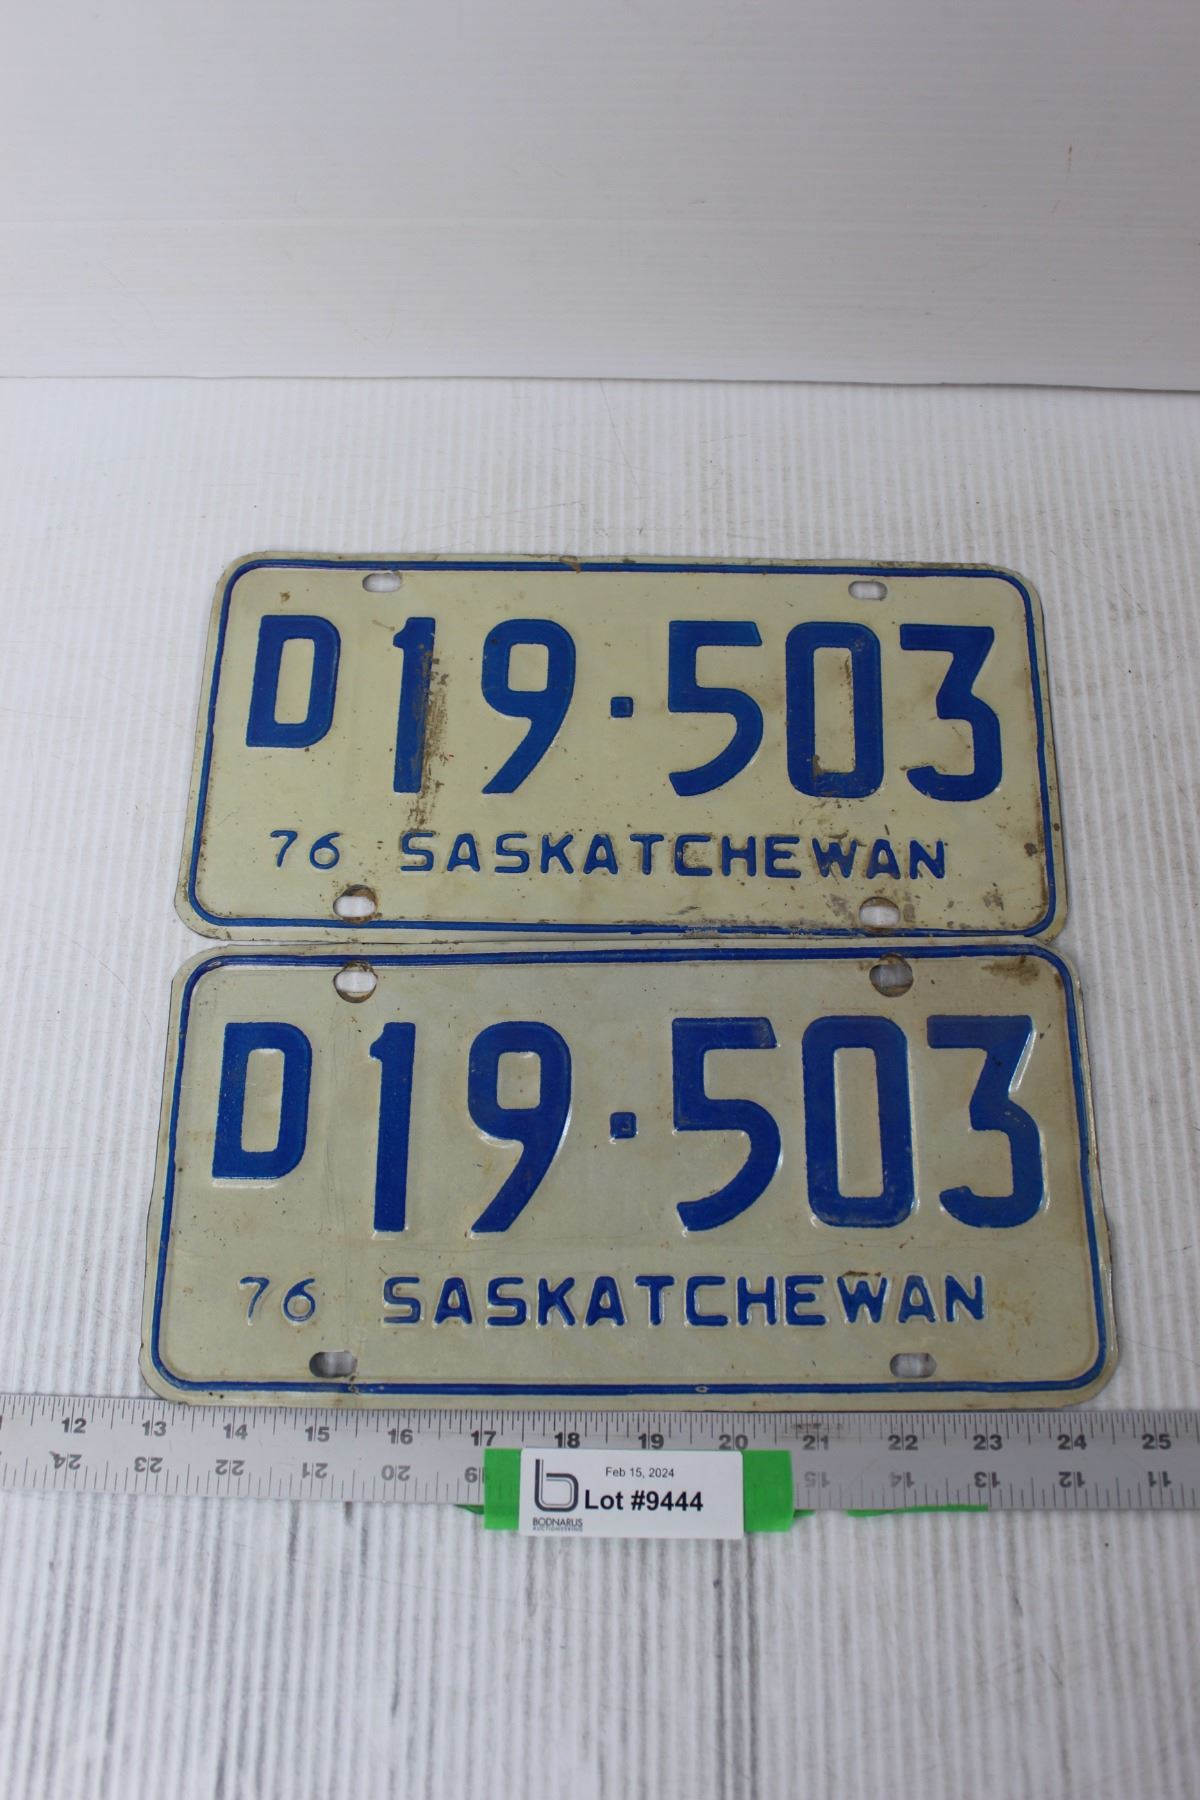 D19·503
76 SASKATCHEWAN
D19·503
76 SASKATCHEWAN
12 13 14 15 16 17 18 19 20 21 22 23 24 25
24 23 22 21 20 19 15 14 13 12 11
Feb 15, 2024
Lot #9444
BODNARUS
AUCTIONEERING